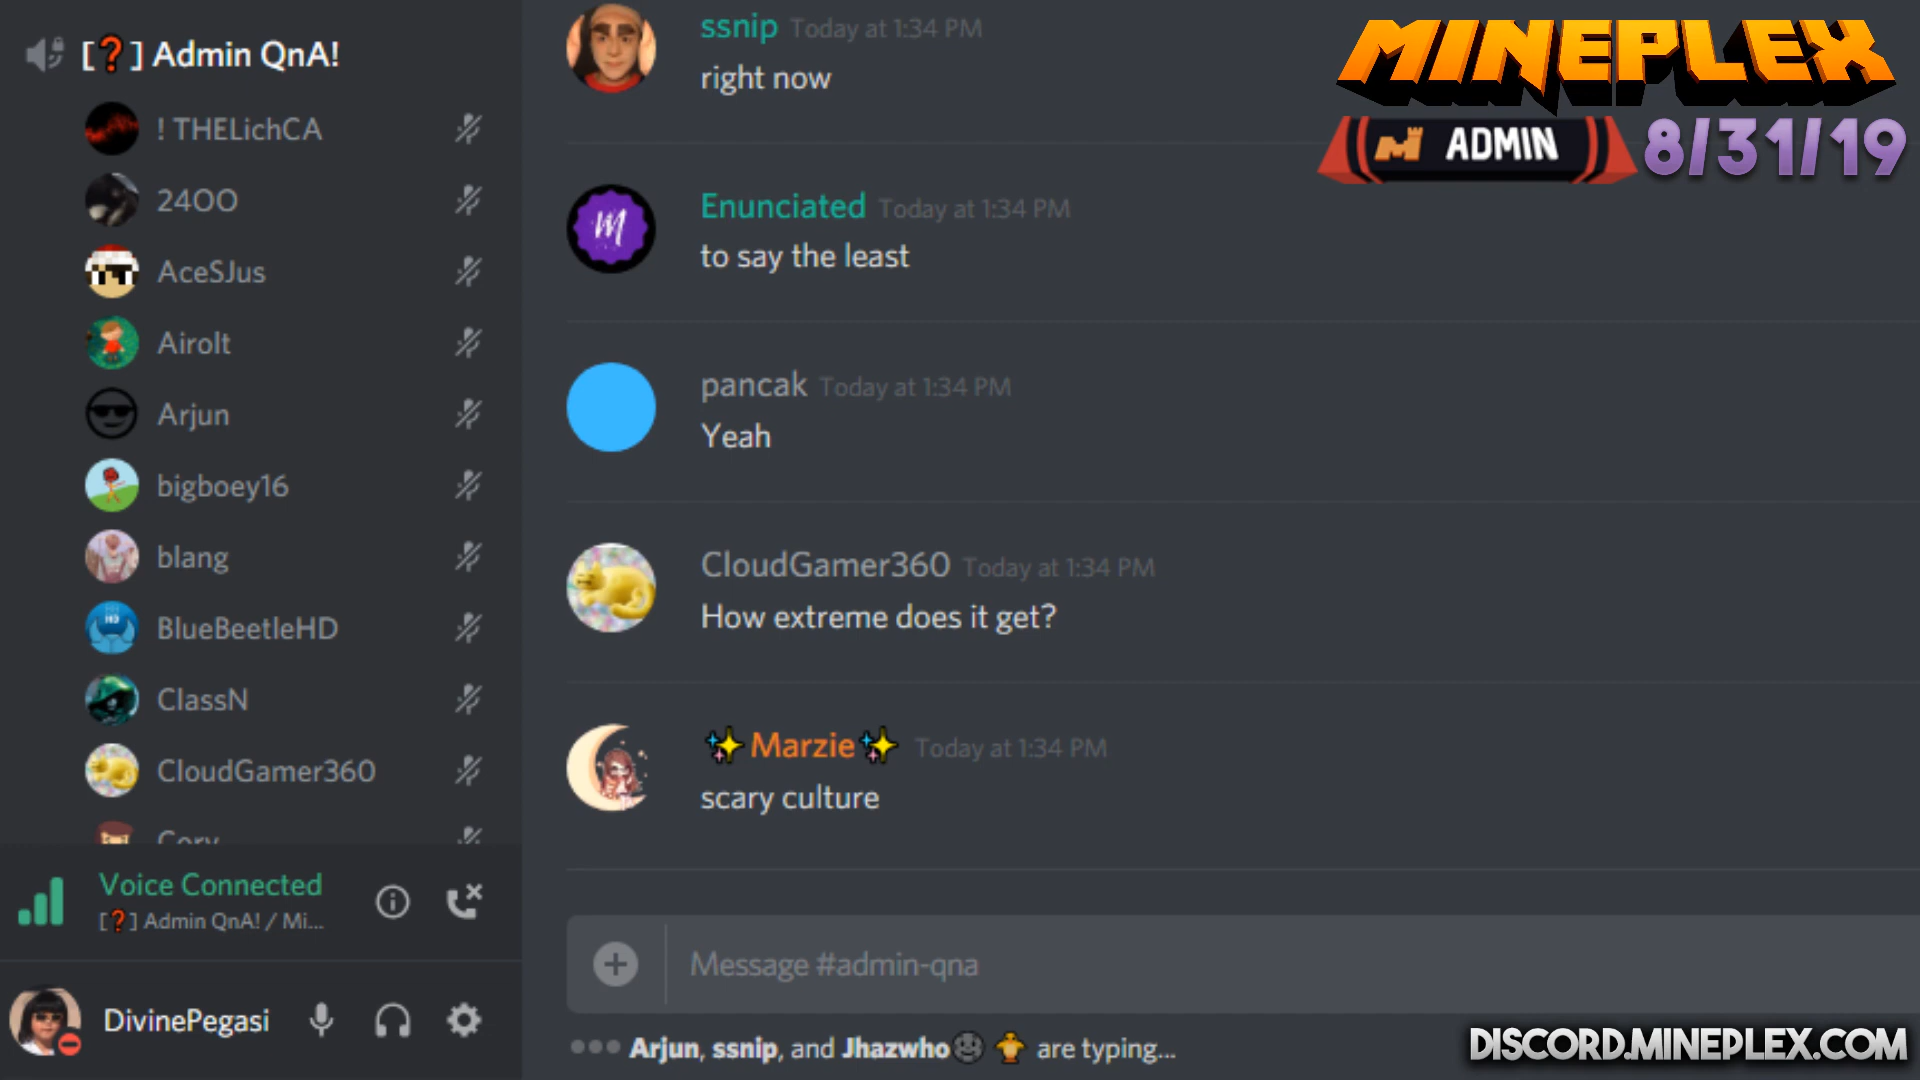 [❓] Admin QnA!
! THELichCA
24OO
AceSJus
Airolt
Arjun
bigboey16
blang
BlueBeetleHD
HD
ClassN
CloudGamer360
Cory
Voice Connected
[❓] Admin QnA! / Mi...
DivinePegasi
ssnip Today at 1:34 PM
right now
Enunciated Today at 1:34 PM
to say the least
pancak Today at 1:34 PM
Yeah
CloudGamer360 Today at 1:34 PM
How extreme does it get?
✨Marzie✨ Today at 1:34 PM
scary culture
Message #admin-qna
Arjun, ssnip, and Jhazwho are typing...
MINEPLEX
ADMIN 8/31/19
DISCORD.MINEPLEX.COM